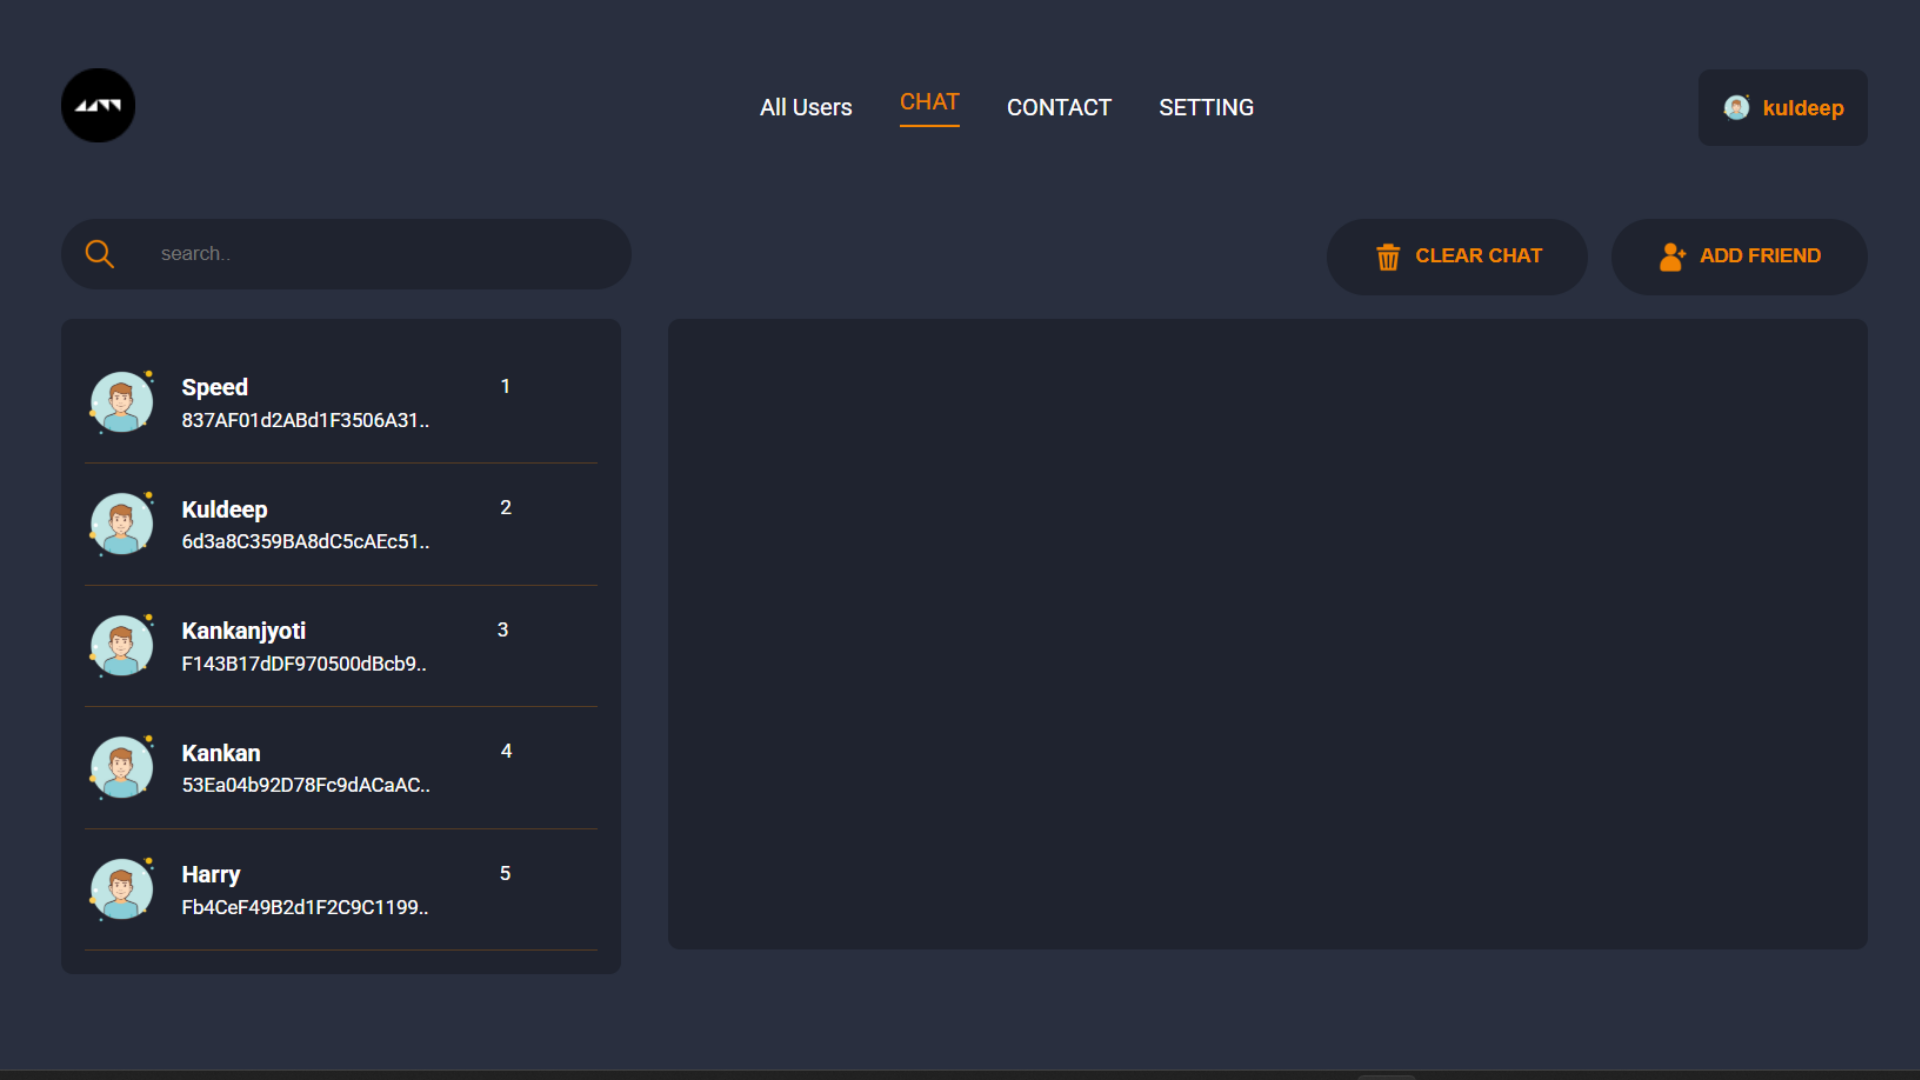 All Users CHAT CONTACT SETTING
kuldeep
search..
CLEAR CHAT
ADD FRIEND
Speed 1
837AF01d2ABd1F3506A31..
Kuldeep 2
6d3a8C359BA8dC5cAEc51..
Kankanjyoti 3
F143B17dDF970500dBcb9..
Kankan 4
53Ea04b92D78Fc9dACaAC..
Harry 5
Fb4CeF49B2d1F2C9C1199..